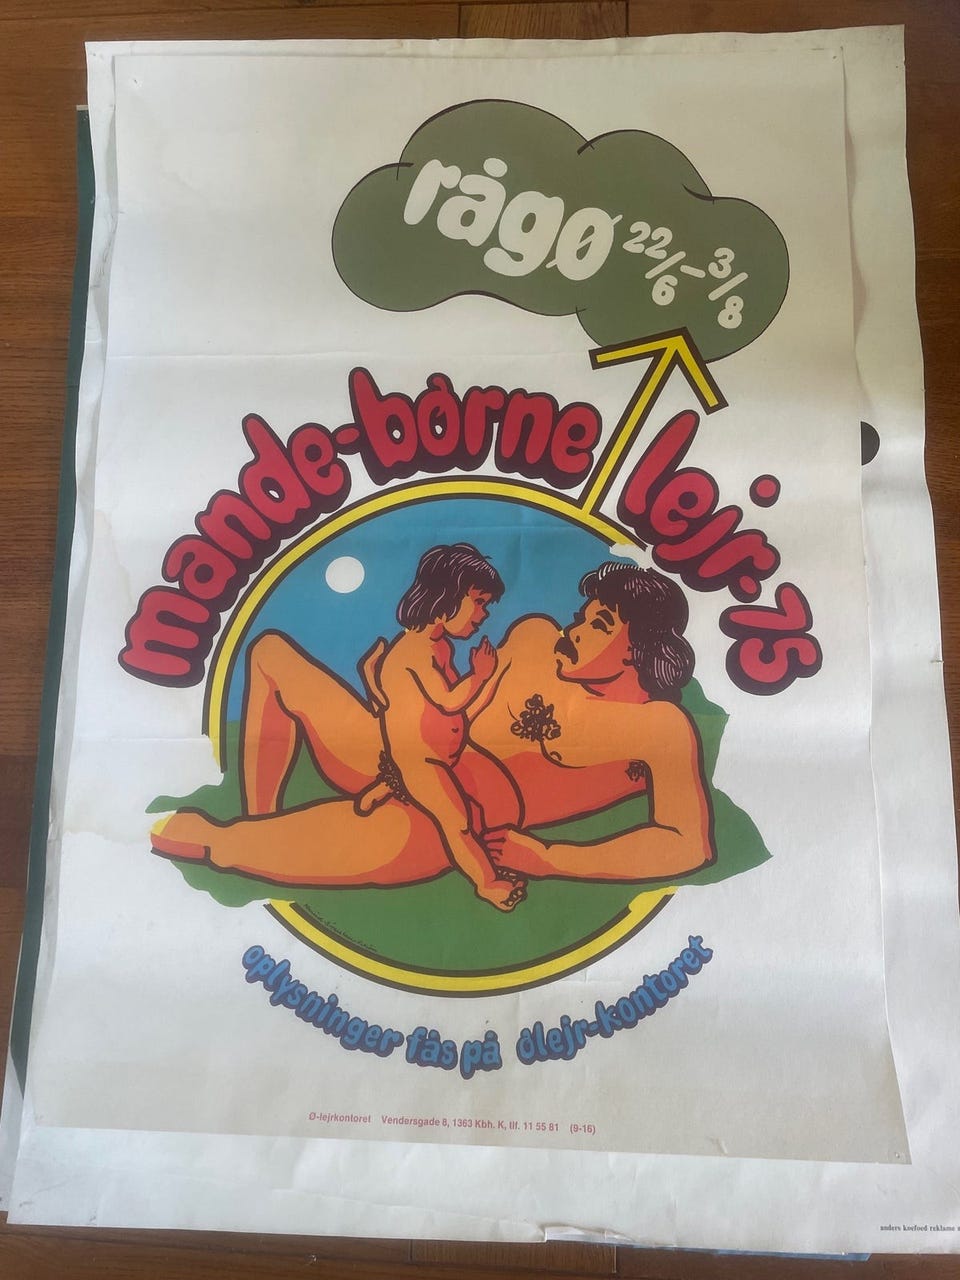 rågø 22/6-3/8
mande-børne lejr·75
oplysninger fås på ølejr-kontoret
Ø-lejrkontoret Vendersgade 8, 1363 Kbh. K, tlf. 11 55 81 (9-16)
anders koefoed reklame